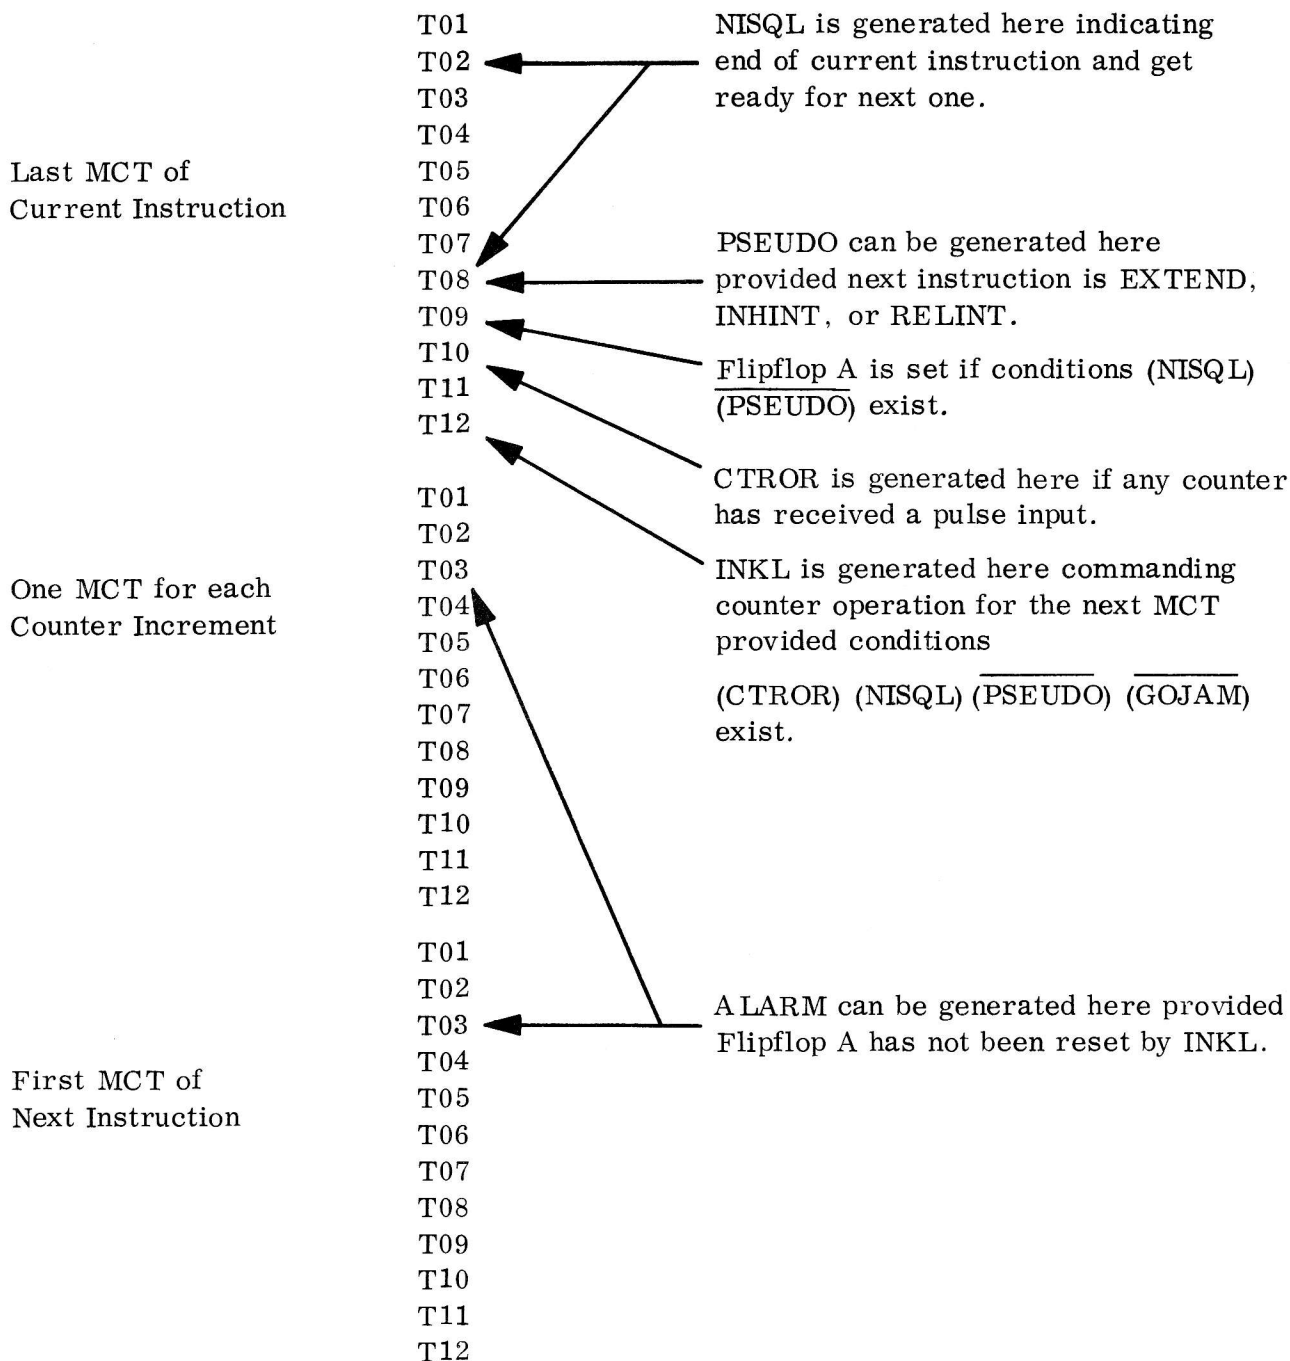 T01
T02
T03
T04
T05
T06
T07
T08
T09
T10
T11
T12
Last MCT of
Current Instruction
NISQL is generated here indicating
end of current instruction and get
ready for next one.
PSEUDO can be generated here
provided next instruction is EXTEND,
INHINT, or RELINT.
Flipflop A is set if conditions (NISQL)
(PSEUDO) exist.
CTROR is generated here if any counter
has received a pulse input.
INKL is generated here commanding
counter operation for the next MCT
provided conditions
(CTROR) (NISQL) (PSEUDO) (GOJAM)
exist.
T01
T02
T03
T04
T05
T06
T07
T08
T09
T10
T11
T12
One MCT for each
Counter Increment
T01
T02
T03
T04
T05
T06
T07
T08
T09
T10
T11
T12
First MCT of
Next Instruction
ALARM can be generated here provided
Flipflop A has not been reset by INKL.